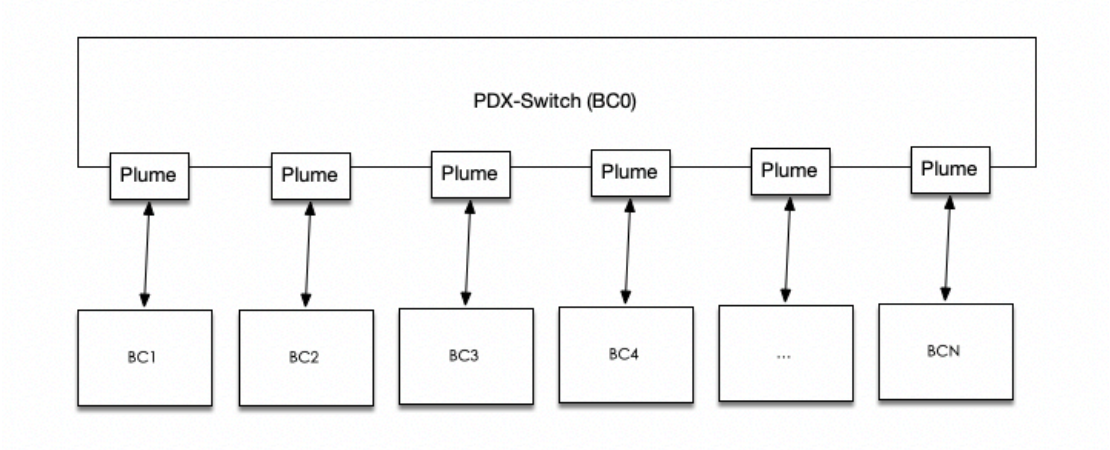 PDX-Switch (BC0)
Plume
Plume
Plume
Plume
Plume
Plume
BC1
BC2
BC3
BC4
...
BCN